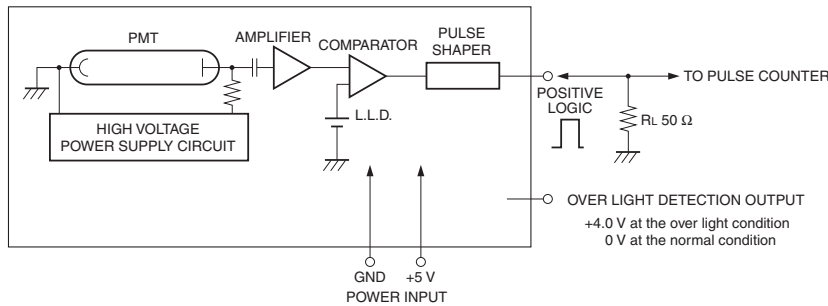 PMT
AMPLIFIER
COMPARATOR
PULSE
SHAPER
HIGH VOLTAGE
POWER SUPPLY CIRCUIT
L.L.D.
POSITIVE
LOGIC
TO PULSE COUNTER
RL 50 Ω
OVER LIGHT DETECTION OUTPUT
+4.0 V at the over light condition
0 V at the normal condition
GND
+5 V
POWER INPUT